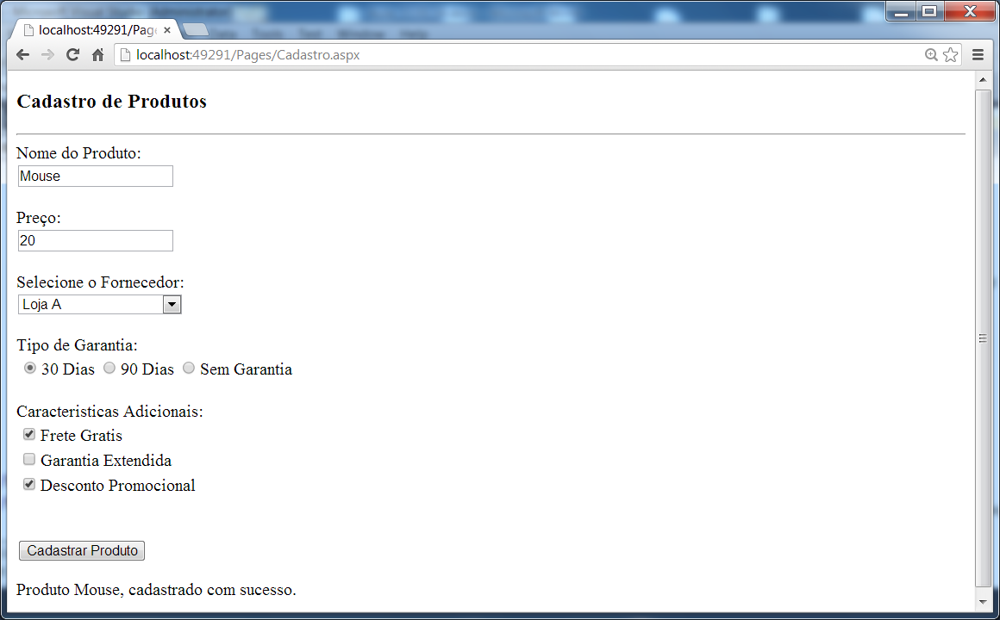 localhost:49291/Page
localhost:49291/Pages/Cadastro.aspx
Cadastro de Produtos
Nome do Produto:
Mouse
Preço:
20
Selecione o Fornecedor:
Loja A
Tipo de Garantia:
30 Dias 90 Dias Sem Garantia
Caracteristicas Adicionais:
Frete Gratis
Garantia Extendida
Desconto Promocional
Cadastrar Produto
Produto Mouse, cadastrado com sucesso.